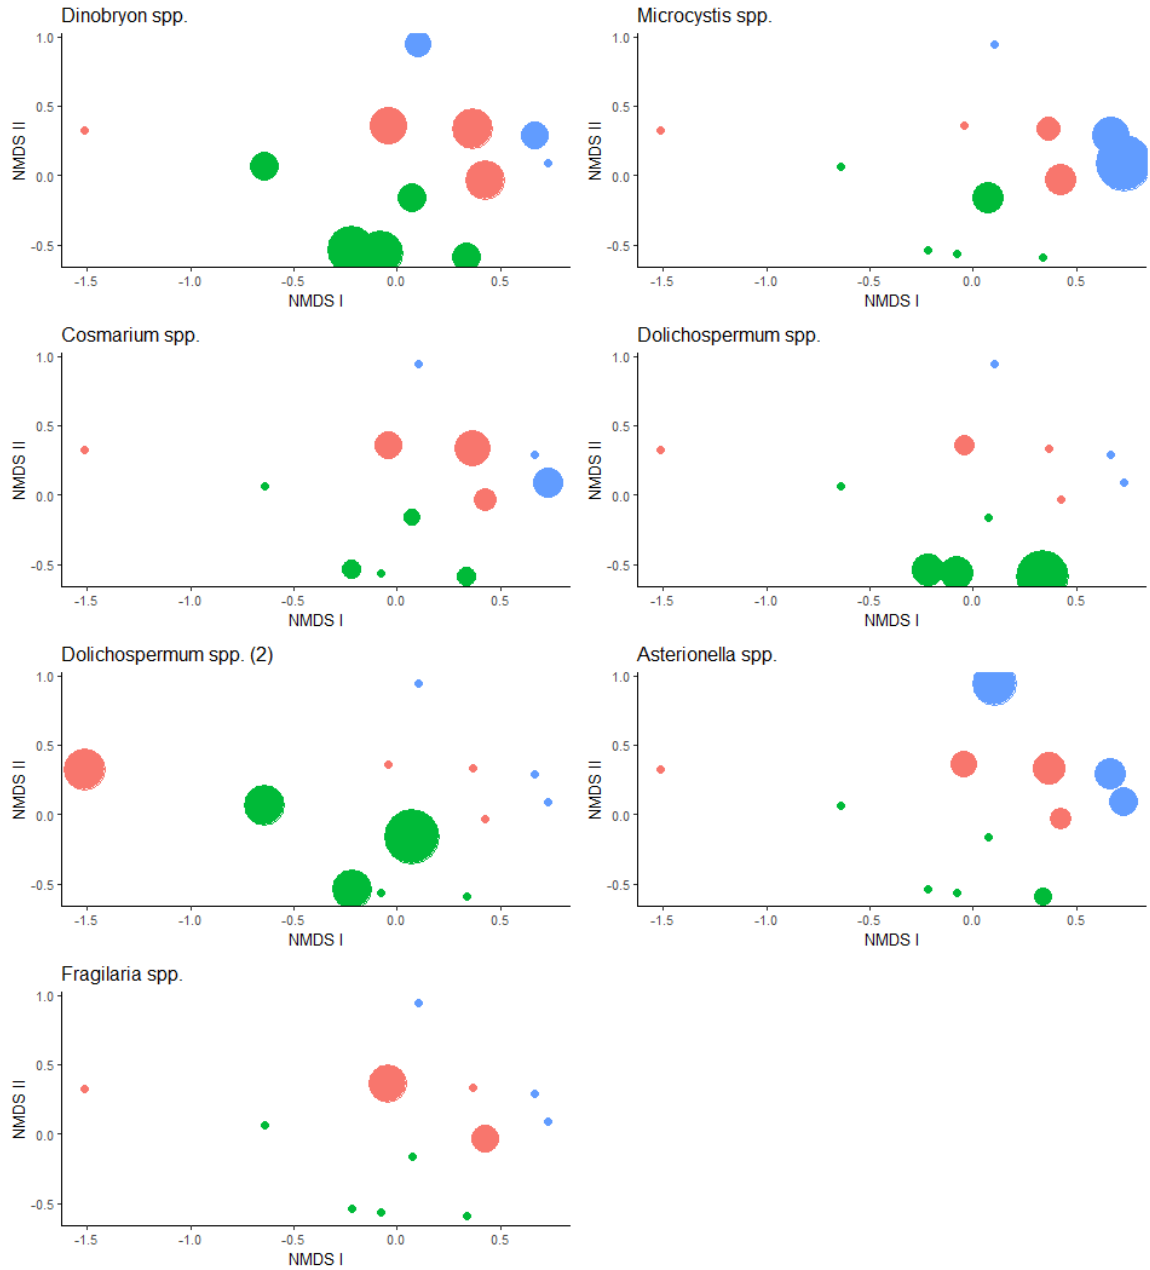 Dinobryon spp.
1.0
0.5
0.0
-0.5
NMDS II
-1.5 -1.0 -0.5 0.0 0.5
NMDS I
Microcystis spp.
1.0
0.5
0.0
-0.5
NMDS II
-1.5 -1.0 -0.5 0.0 0.5
NMDS I
Cosmarium spp.
1.0
0.5
0.0
-0.5
NMDS II
-1.5 -1.0 -0.5 0.0 0.5
NMDS I
Dolichospermum spp.
1.0
0.5
0.0
-0.5
NMDS II
-1.5 -1.0 -0.5 0.0 0.5
NMDS I
Dolichospermum spp. (2)
1.0
0.5
0.0
-0.5
NMDS II
-1.5 -1.0 -0.5 0.0 0.5
NMDS I
Asterionella spp.
1.0
0.5
0.0
-0.5
NMDS II
-1.5 -1.0 -0.5 0.0 0.5
NMDS I
Fragilaria spp.
1.0
0.5
0.0
-0.5
NMDS II
-1.5 -1.0 -0.5 0.0 0.5
NMDS I